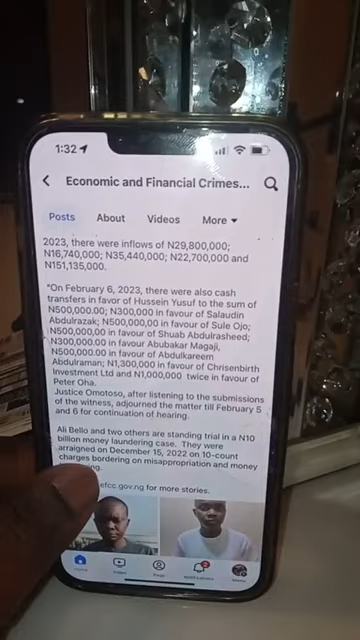 1:32
Economic and Financial Crimes...
Posts About Videos More
2023, there were inflows of N29,800,000;
N16,740,000; N35,440,000; N22,700,000 and
N151,135,000.
"On February 6, 2023, there were also cash
transfers in favor of Hussein Yusuf to the sum of
N500,000.00; N300,000 in favour of Salaudin
Abdulrazak; N500,000,00 in favour of Sule Ojo;
N500,000,00 in favour of Shuab Abdulrasheed;
N300,000.00 in favour Abubakar Magaji,
N500,000.00 in favour of Abdulkareem
Abdulraman; N1,300,000 in favour of Chrisenbirth
Investment Ltd and N1,000,000 twice in favour of
Peter Oha.
Justice Omotoso, after listening to the submissions
of the witness, adjourned the matter till February 5
and 6 for continuation of hearing.
Ali Bello and two others are standing trial in a N10
billion money laundering case. They were
arraigned on December 15, 2022 on 10-count
charges bordering on misappropriation and money
efcc.gov.ng for more stories.
Home